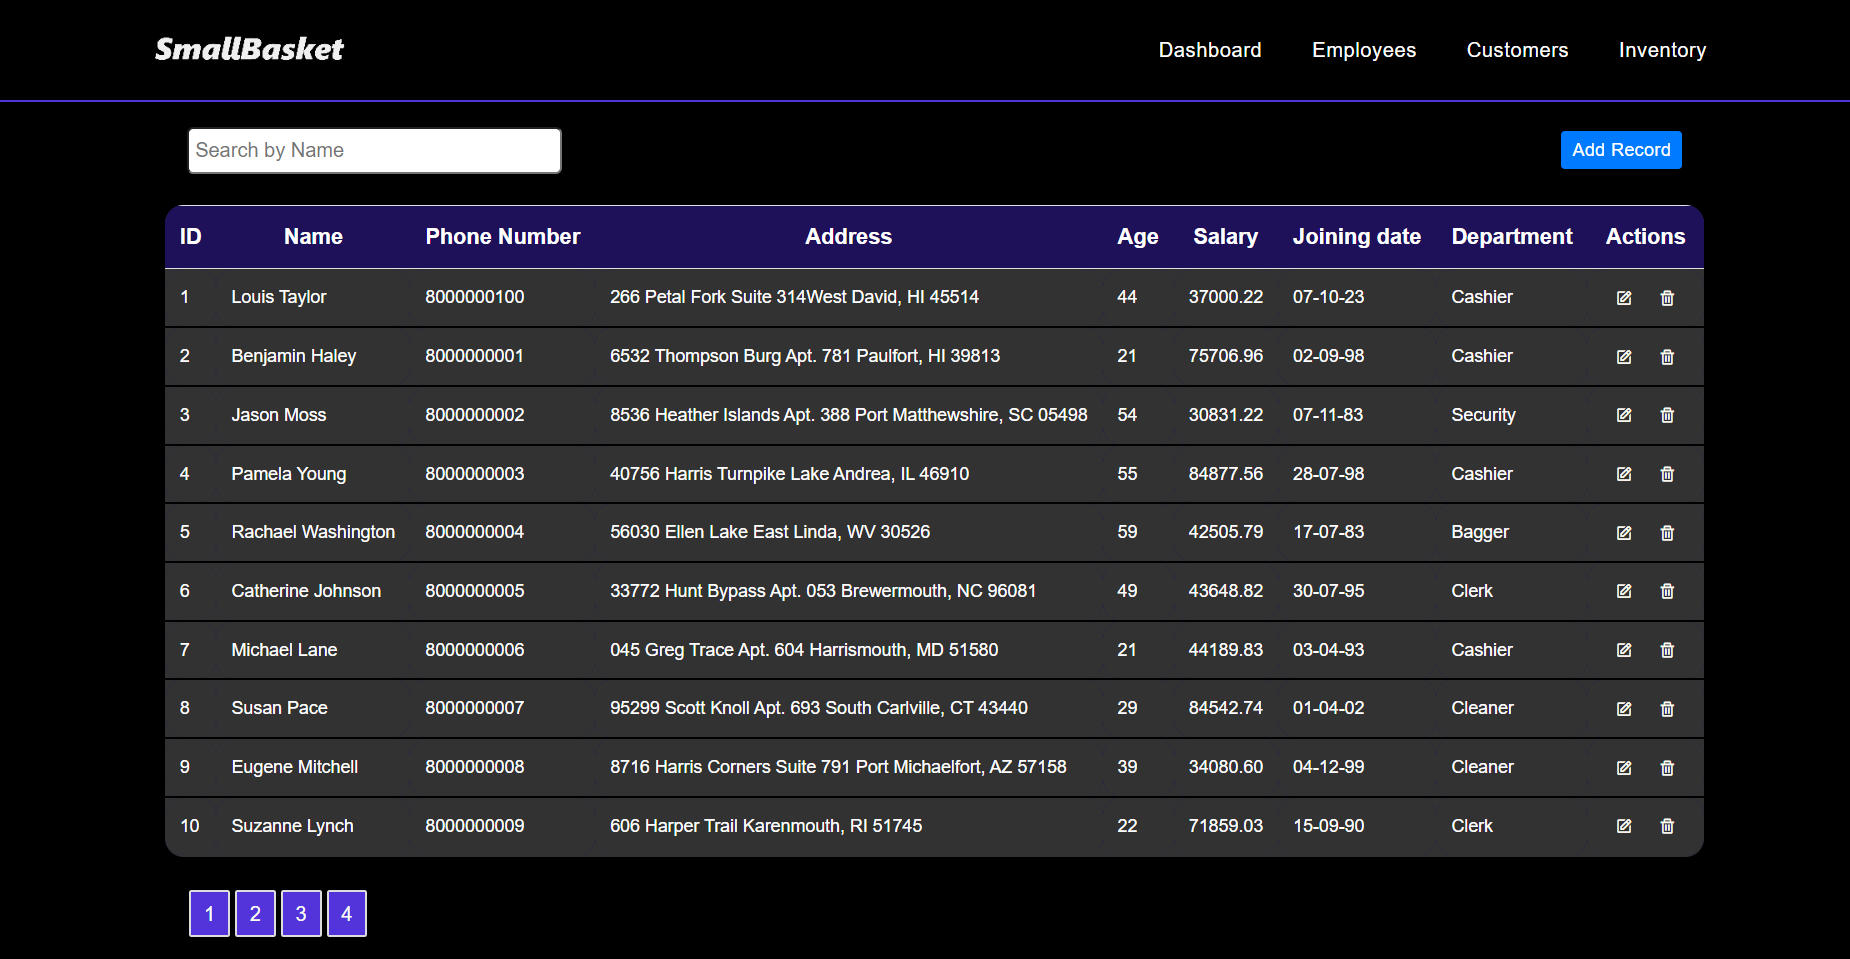 SmallBasket Dashboard Employees Customers Inventory
Search by Name Add Record
ID Name Phone Number Address Age Salary Joining date Department Actions
1 Louis Taylor 8000000100 266 Petal Fork Suite 314West David, HI 45514 44 37000.22 07-10-23 Cashier
2 Benjamin Haley 8000000001 6532 Thompson Burg Apt. 781 Paulfort, HI 39813 21 75706.96 02-09-98 Cashier
3 Jason Moss 8000000002 8536 Heather Islands Apt. 388 Port Matthewshire, SC 05498 54 30831.22 07-11-83 Security
4 Pamela Young 8000000003 40756 Harris Turnpike Lake Andrea, IL 46910 55 84877.56 28-07-98 Cashier
5 Rachael Washington 8000000004 56030 Ellen Lake East Linda, WV 30526 59 42505.79 17-07-83 Bagger
6 Catherine Johnson 8000000005 33772 Hunt Bypass Apt. 053 Brewermouth, NC 96081 49 43648.82 30-07-95 Clerk
7 Michael Lane 8000000006 045 Greg Trace Apt. 604 Harrismouth, MD 51580 21 44189.83 03-04-93 Cashier
8 Susan Pace 8000000007 95299 Scott Knoll Apt. 693 South Carlville, CT 43440 29 84542.74 01-04-02 Cleaner
9 Eugene Mitchell 8000000008 8716 Harris Corners Suite 791 Port Michaelfort, AZ 57158 39 34080.60 04-12-99 Cleaner
10 Suzanne Lynch 8000000009 606 Harper Trail Karenmouth, RI 51745 22 71859.03 15-09-90 Clerk
1 2 3 4